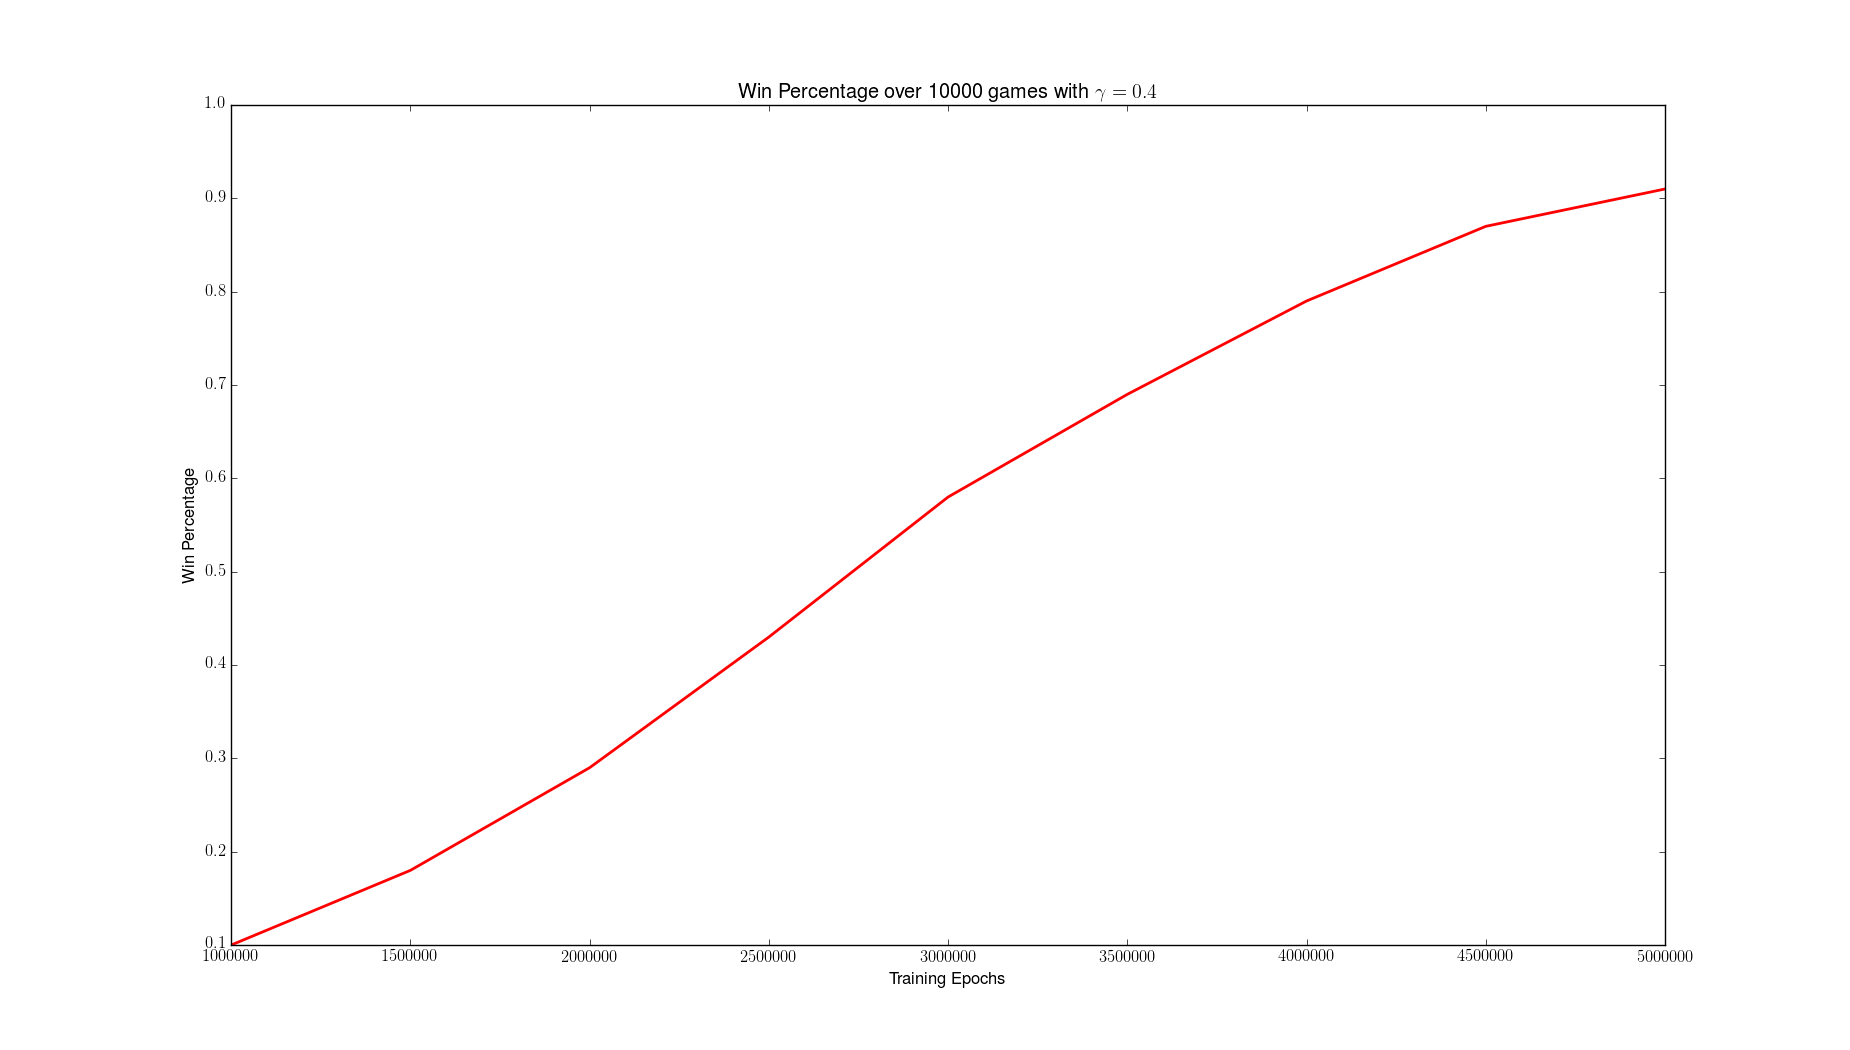 Win Percentage over 10000 games with γ = 0.4
1.0
0.9
0.8
0.7
0.6
0.5
0.4
0.3
0.2
0.1
Win Percentage
1000000 1500000 2000000 2500000 3000000 3500000 4000000 4500000 5000000
Training Epochs